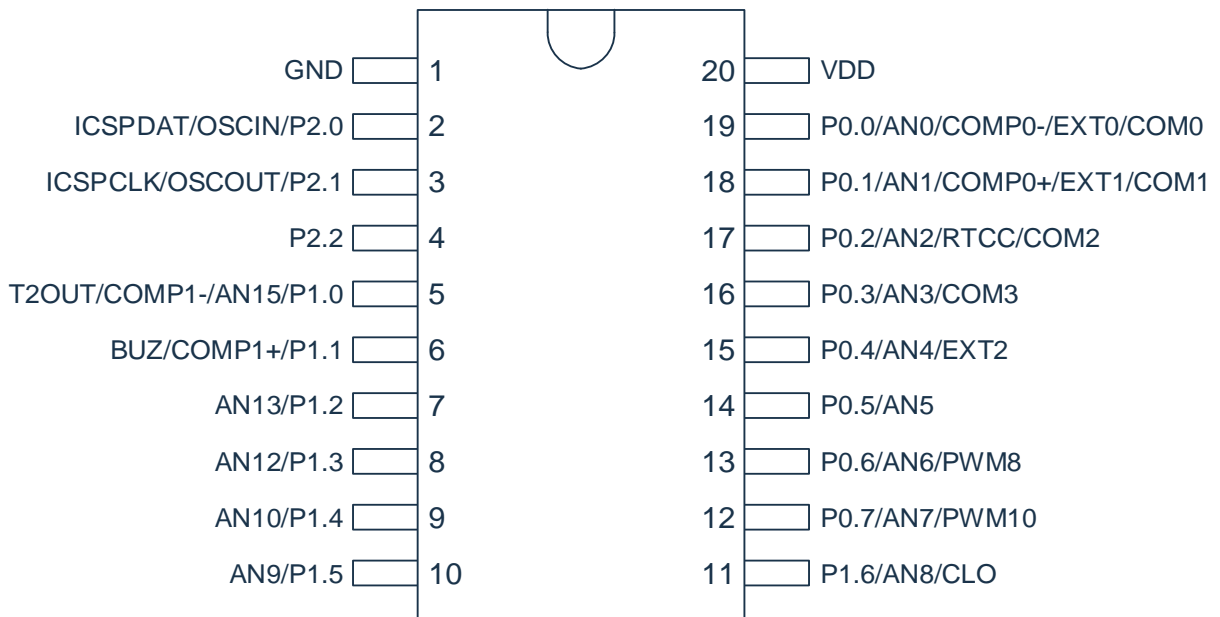 GND 1 20 VDD
ICSPDAT/OSCIN/P2.0 2 19 P0.0/AN0/COMP0-/EXT0/COM0
ICSPCLK/OSCOUT/P2.1 3 18 P0.1/AN1/COMP0+/EXT1/COM1
P2.2 4 17 P0.2/AN2/RTCC/COM2
T2OUT/COMP1-/AN15/P1.0 5 16 P0.3/AN3/COM3
BUZ/COMP1+/P1.1 6 15 P0.4/AN4/EXT2
AN13/P1.2 7 14 P0.5/AN5
AN12/P1.3 8 13 P0.6/AN6/PWM8
AN10/P1.4 9 12 P0.7/AN7/PWM10
AN9/P1.5 10 11 P1.6/AN8/CLO